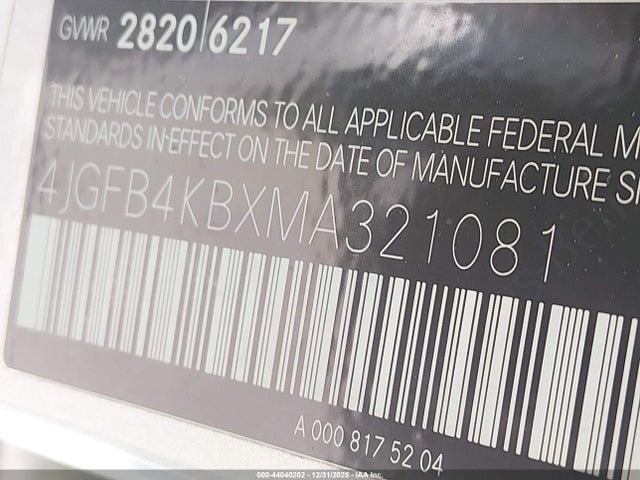 GVWR 2820 6217
THIS VEHICLE CONFORMS TO ALL APPLICABLE FEDERAL M
STANDARDS IN EFFECT ON THE DATE OF MANUFACTURE S
4JGFB4KBXMA321081
A 000 817 52 04
000-44040202 - 12/31/2025 - IAA Inc.